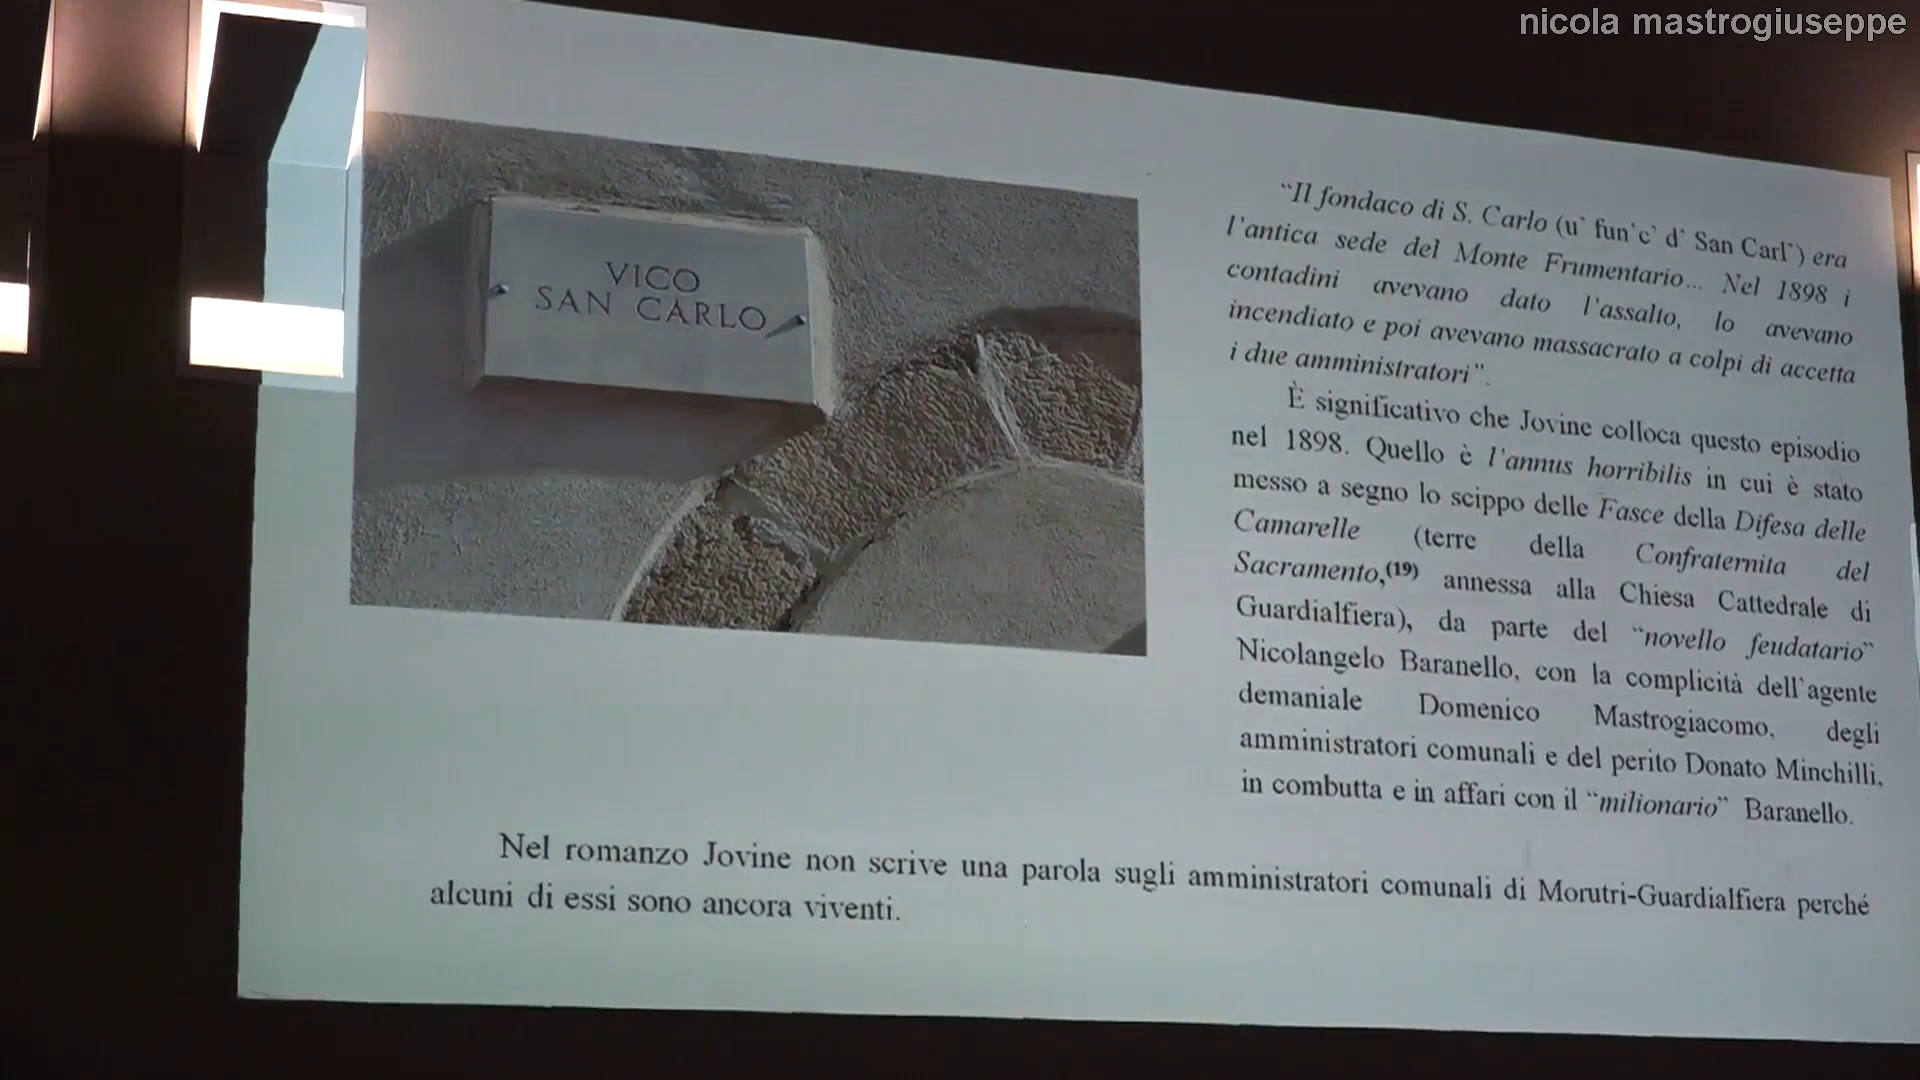 nicola mastrogiuseppe
VICO
SAN CARLO
“Il fondaco di S. Carlo (u` fun`c’ d` San Carl`) era
l’antica sede del Monte Frumentario... Nel 1898 i
contadini avevano dato l’assalto, lo avevano
incendiato e poi avevano massacrato a colpi di accetta
i due amministratori”.
È significativo che Jovine colloca questo episodio
nel 1898. Quello è l’annus horribilis in cui è stato
messo a segno lo scippo delle Fasce della Difesa delle
Camarelle (terre della Confraternita del
Sacramento,(19) annessa alla Chiesa Cattedrale di
Guardialfiera), da parte del “novello feudatario”
Nicolangelo Baranello, con la complicità dell’agente
demaniale Domenico Mastrogiacomo, degli
amministratori comunali e del perito Donato Minchilli,
in combutta e in affari con il “milionario” Baranello.
Nel romanzo Jovine non scrive una parola sugli amministratori comunali di Morutri-Guardialfiera perché
alcuni di essi sono ancora viventi.